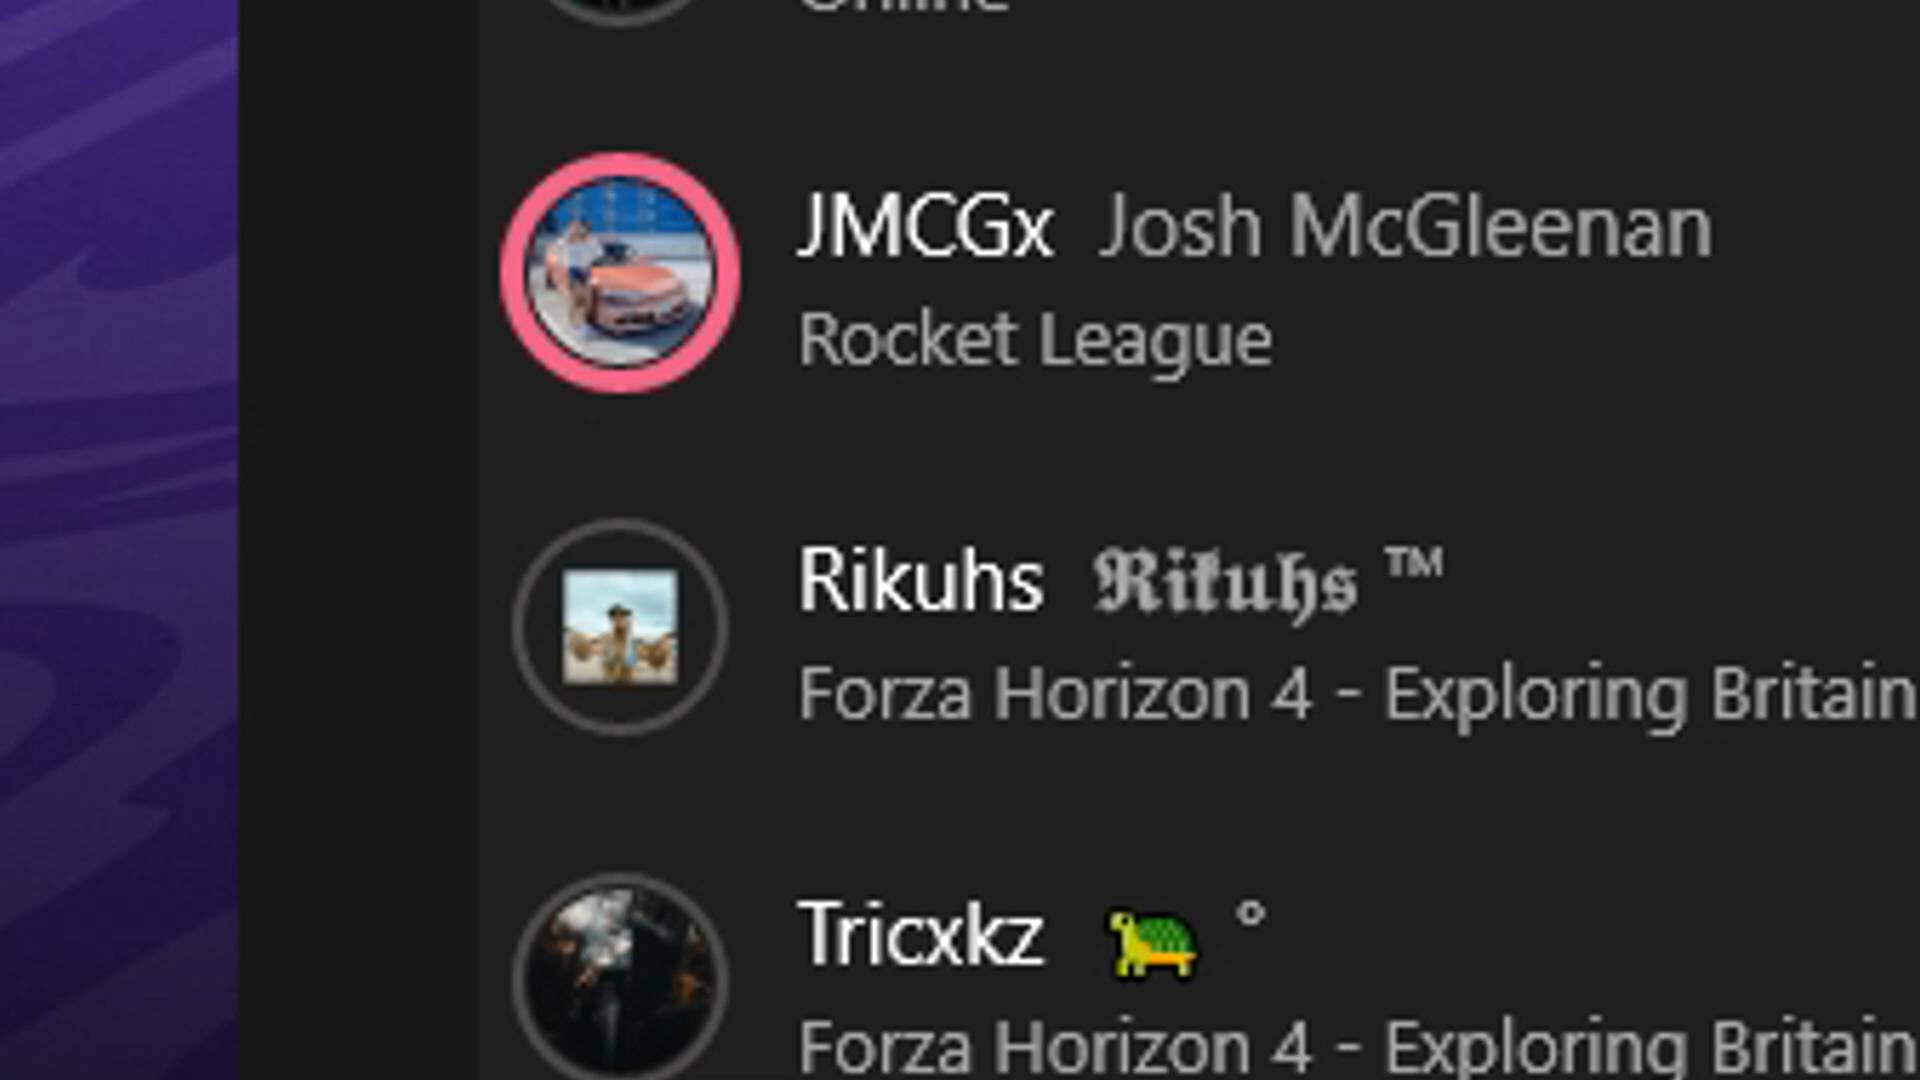 Online
JMCGx Josh McGleenan
Rocket League
Rikuhs 𝕽𝖎𝖐𝖚𝖍𝖘 ™
Forza Horizon 4 - Exploring Britain
Tricxkz 🐢 °
Forza Horizon 4 - Exploring Britain